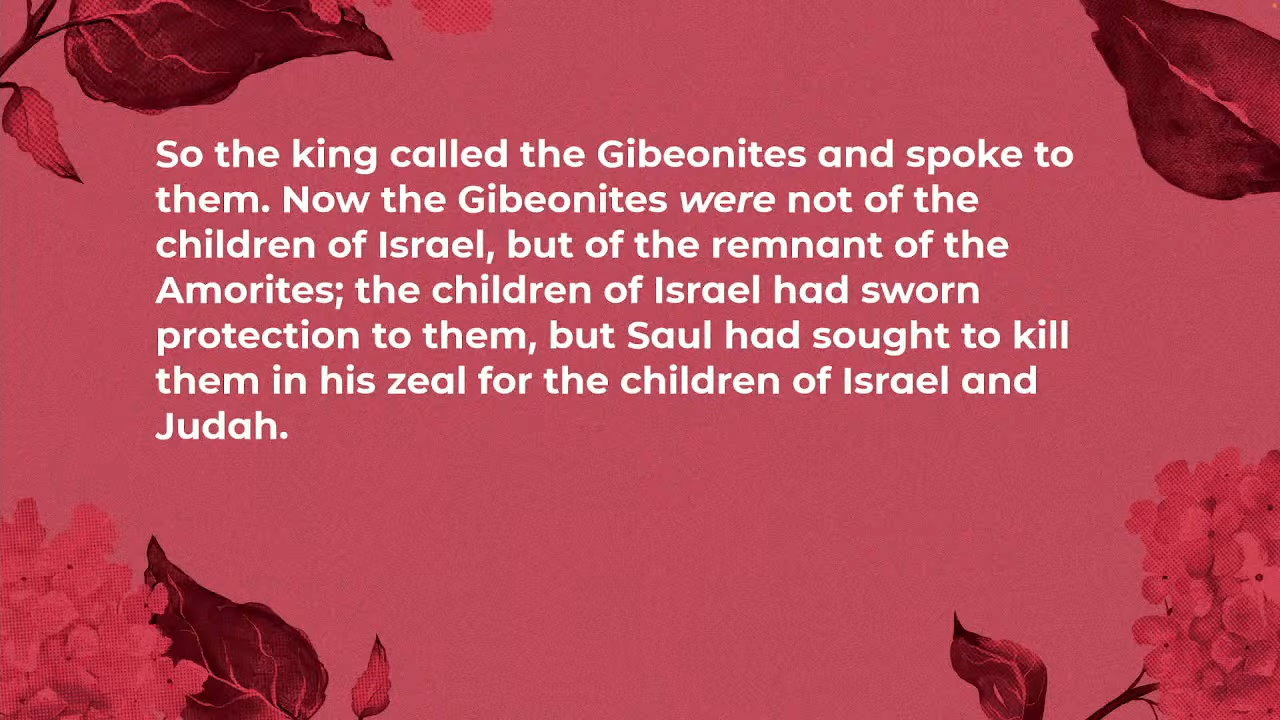 So the king called the Gibeonites and spoke to
them. Now the Gibeonites were not of the
children of Israel, but of the remnant of the
Amorites; the children of Israel had sworn
protection to them, but Saul had sought to kill
them in his zeal for the children of Israel and
Judah.